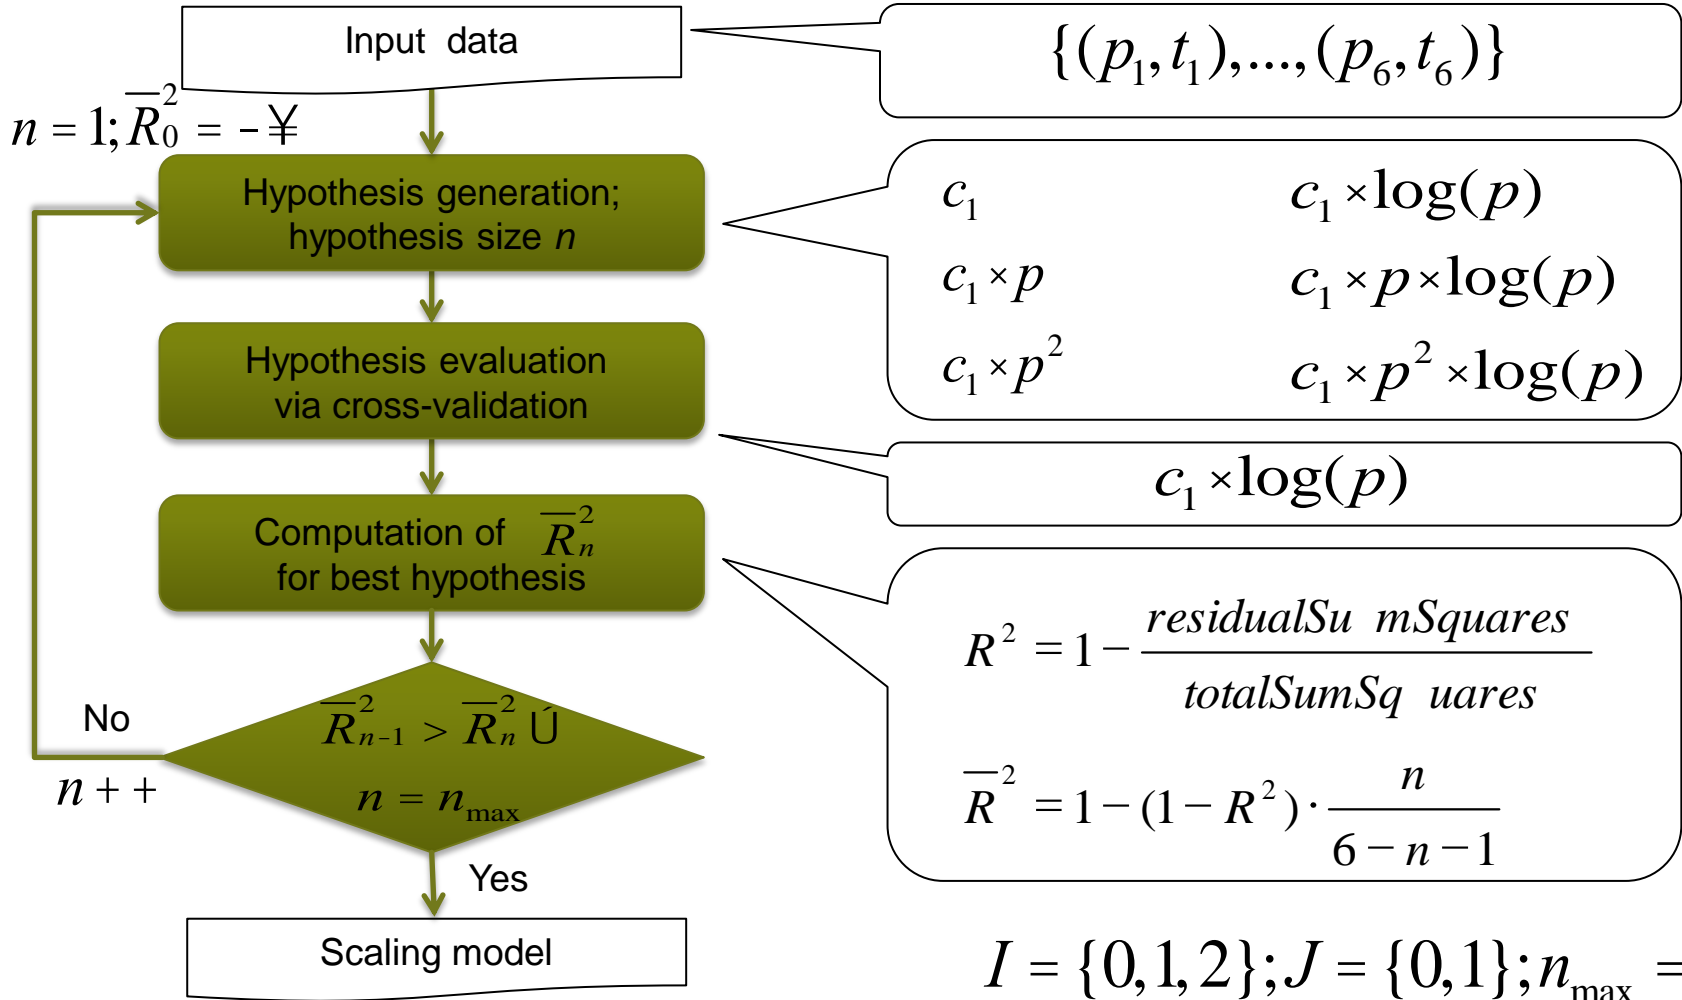 Input data
{(p₁,t₁),...,(p₆,t₆)}
n = 1; R̅₀² = -¥
Hypothesis generation;
hypothesis size n
c₁
c₁ × log(p)
c₁ × p
c₁ × p × log(p)
c₁ × p²
c₁ × p² × log(p)
Hypothesis evaluation
via cross-validation
c₁ × log(p)
Computation of R̅ₙ²
for best hypothesis
R² = 1 − residualSu mSquares / totalSumSq uares
R̅² = 1 − (1 − R²) · n / 6 − n − 1
R̅ₙ₋₁² > R̅ₙ² Ú
n = n_max
No
n + +
Yes
Scaling model
I = {0,1,2}; J = {0,1}; n_max =